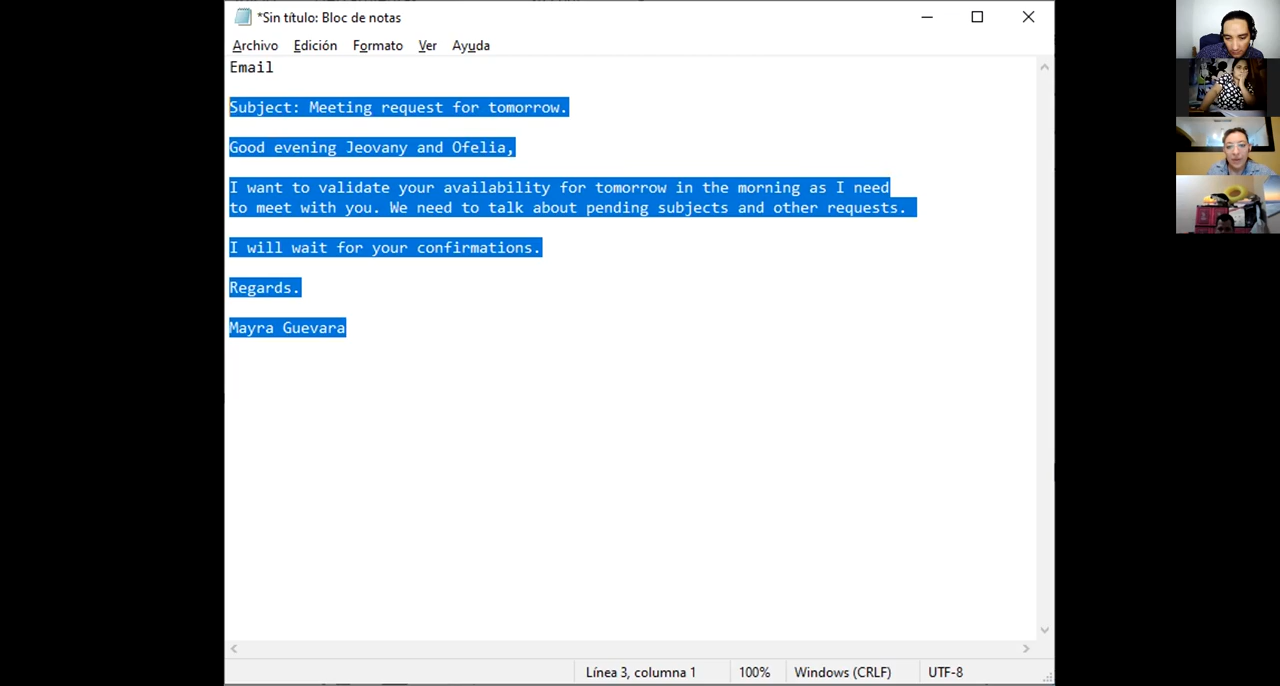 *Sin título: Bloc de notas
Archivo Edición Formato Ver Ayuda
Email
Subject: Meeting request for tomorrow.
Good evening Jeovany and Ofelia,
I want to validate your availability for tomorrow in the morning as I need
to meet with you. We need to talk about pending subjects and other requests.
I will wait for your confirmations.
Regards.
Mayra Guevara
Línea 3, columna 1 100% Windows (CRLF) UTF-8